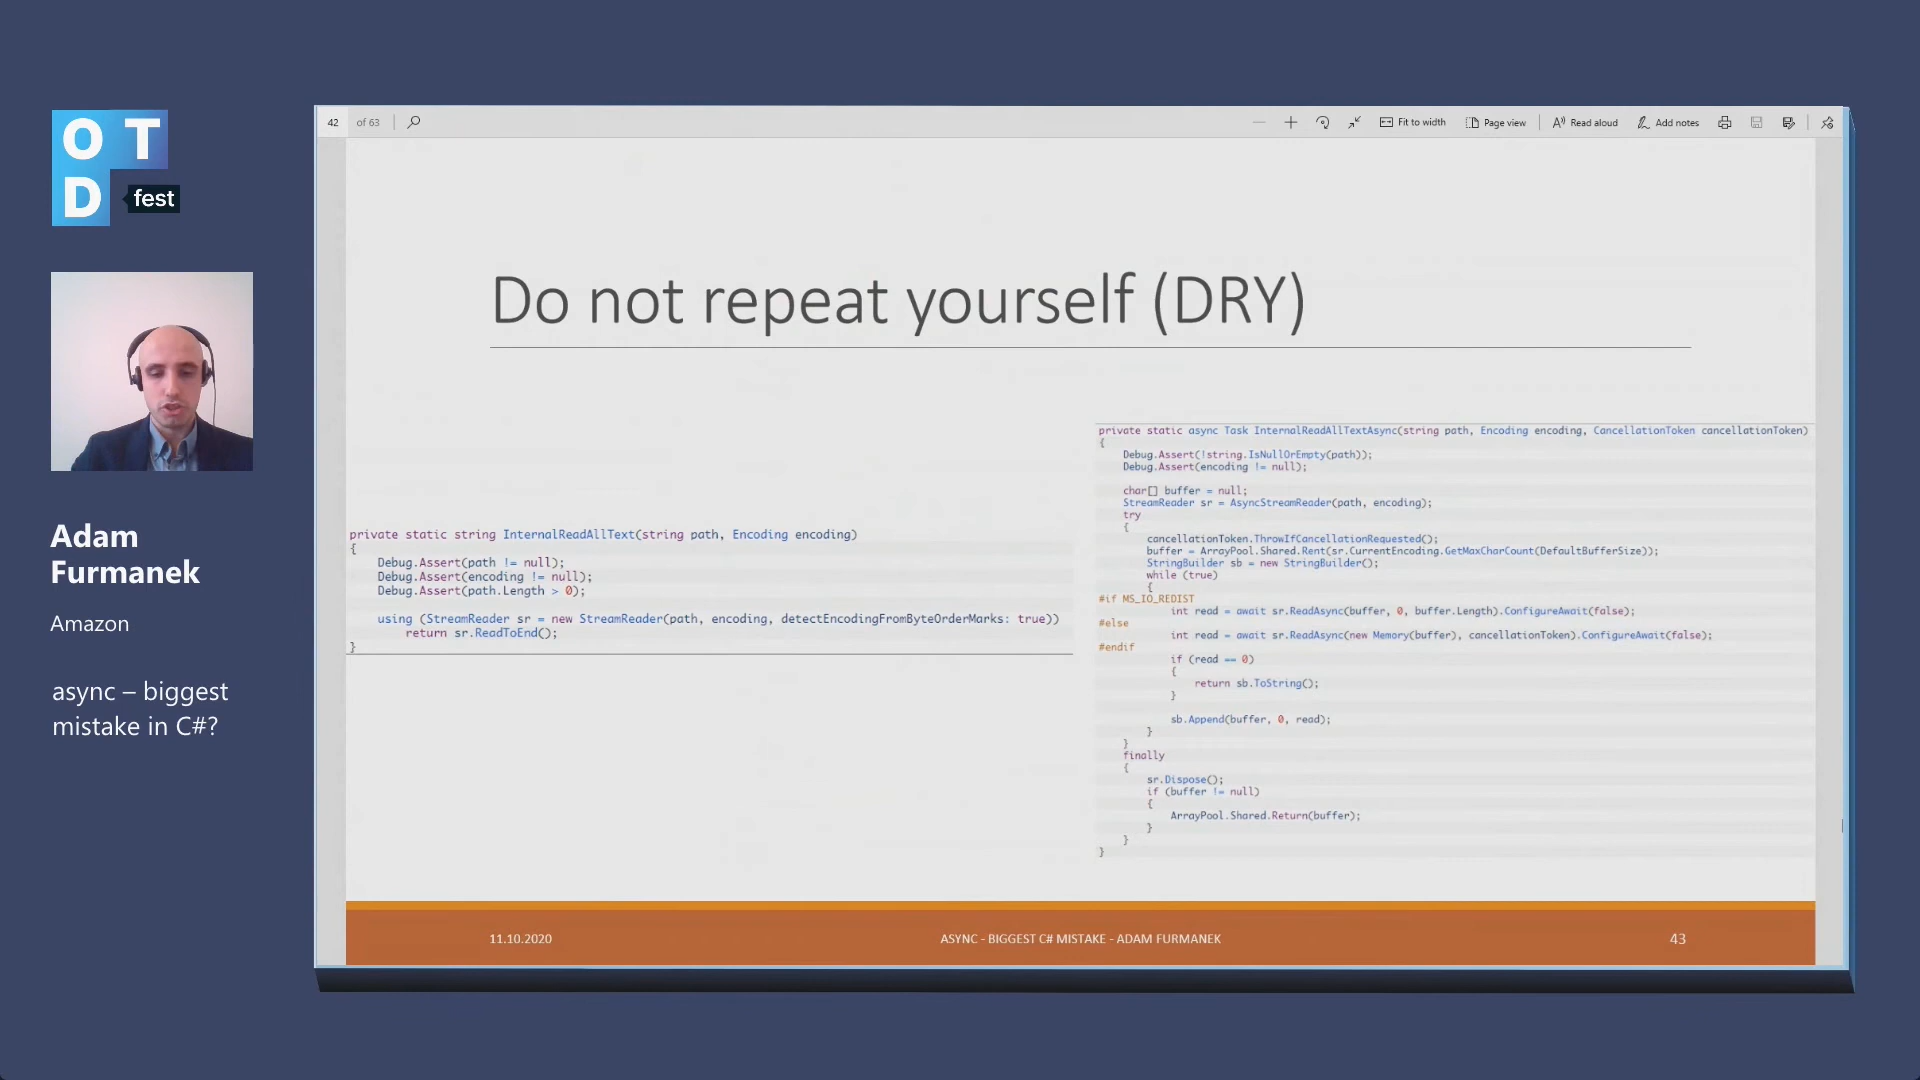 O T
D fest
Adam
Furmanek
Amazon
async – biggest
mistake in C#?
42 of 63
Fit to width
Page view
Read aloud
Add notes
Do not repeat yourself (DRY)
private static string InternalReadAllText(string path, Encoding encoding)
{
Debug.Assert(path != null);
Debug.Assert(encoding != null);
Debug.Assert(path.Length > 0);
using (StreamReader sr = new StreamReader(path, encoding, detectEncodingFromByteOrderMarks: true))
return sr.ReadToEnd();
}
private static async Task InternalReadAllTextAsync(string path, Encoding encoding, CancellationToken cancellationToken)
{
Debug.Assert(!string.IsNullOrEmpty(path));
Debug.Assert(encoding != null);
char[] buffer = null;
StreamReader sr = AsyncStreamReader(path, encoding);
try
{
cancellationToken.ThrowIfCancellationRequested();
buffer = ArrayPool.Shared.Rent(sr.CurrentEncoding.GetMaxCharCount(DefaultBufferSize));
StringBuilder sb = new StringBuilder();
while (true)
{
#if MS_IO_REDIST
int read = await sr.ReadAsync(buffer, 0, buffer.Length).ConfigureAwait(false);
#else
int read = await sr.ReadAsync(new Memory(buffer), cancellationToken).ConfigureAwait(false);
#endif
if (read == 0)
{
return sb.ToString();
}
sb.Append(buffer, 0, read);
}
}
finally
{
sr.Dispose();
if (buffer != null)
{
ArrayPool.Shared.Return(buffer);
}
}
}
11.10.2020
ASYNC - BIGGEST C# MISTAKE - ADAM FURMANEK
43